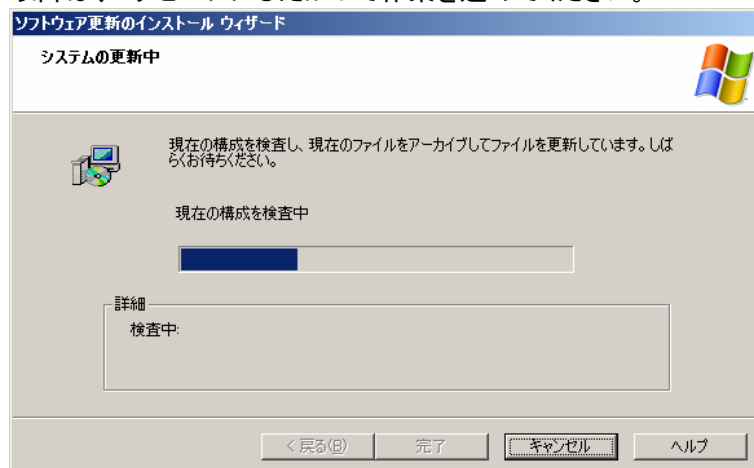 ソフトウェア更新のインストール ウィザード
システムの更新中
現在の構成を検査し、現在のファイルをアーカイブしてファイルを更新しています。しば
らくお待ちください。
現在の構成を検査中
詳細
検査中:
< 戻る(B)
完了
キャンセル
ヘルプ